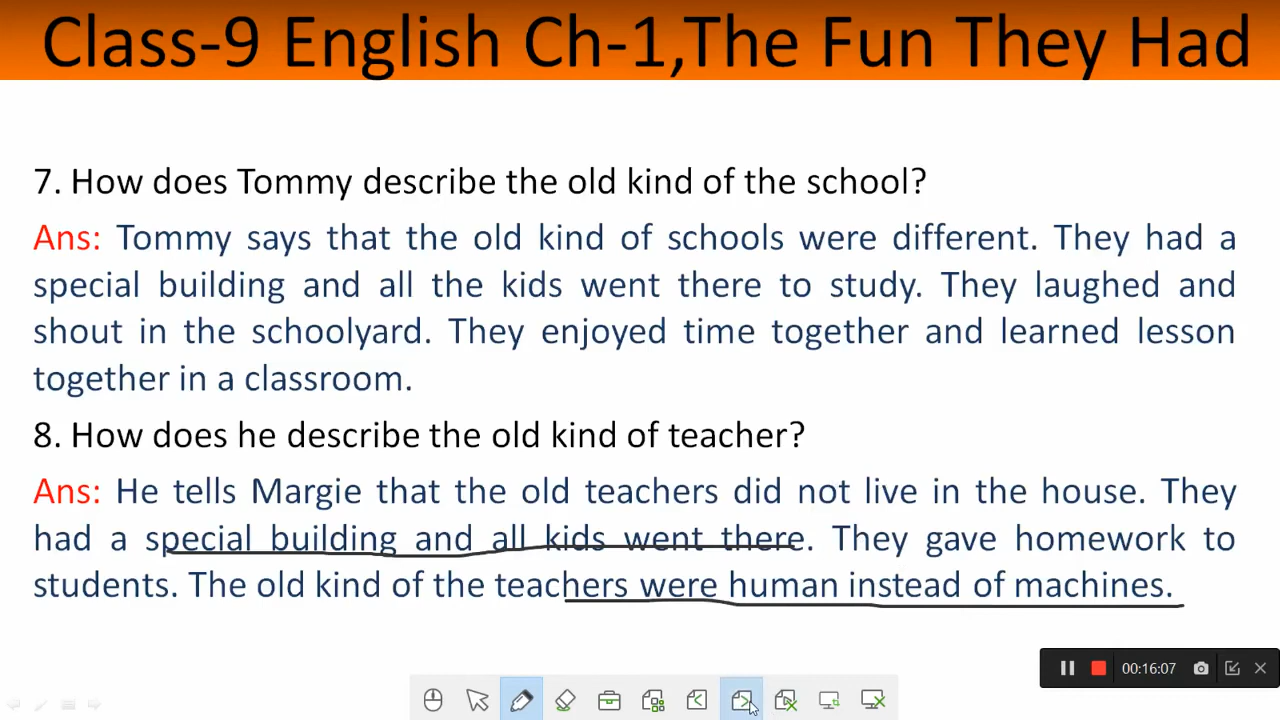 Class-9 English Ch-1,The Fun They Had
7. How does Tommy describe the old kind of the school?
Ans: Tommy says that the old kind of schools were different. They had a
special building and all the kids went there to study. They laughed and
shout in the schoolyard. They enjoyed time together and learned lesson
together in a classroom.
8. How does he describe the old kind of teacher?
Ans: He tells Margie that the old teachers did not live in the house. They
had a special building and all kids went there. They gave homework to
students. The old kind of the teachers were human instead of machines.
00:16:07